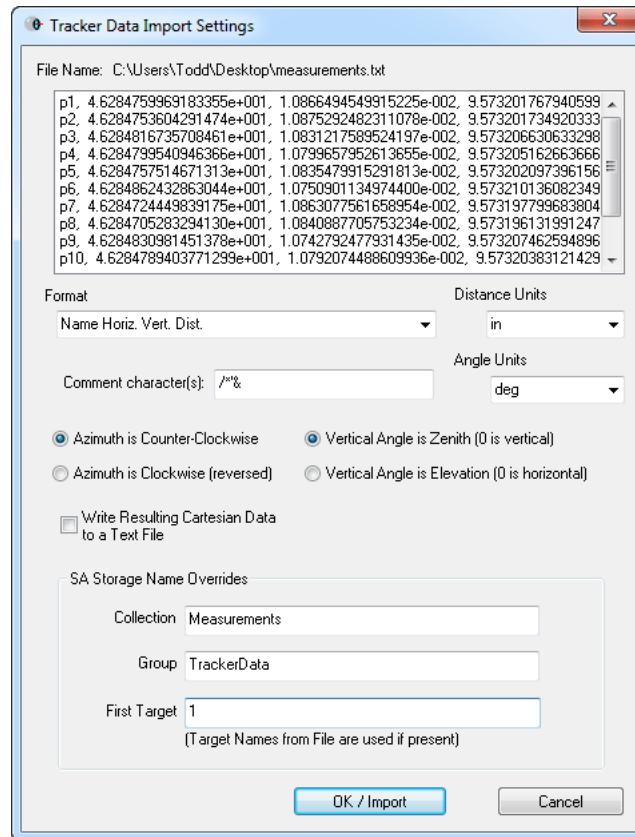 Tracker Data Import Settings
File Name: C:\Users\Todd\Desktop\measurements.txt
p1, 4.6284759969183355e+001, 1.0866494549915225e-002, 9.573201767940599
p2, 4.6284753604291474e+001, 1.0875292482311078e-002, 9.573201734920333
p3, 4.6284816735708461e+001, 1.0831217589524197e-002, 9.573206630633298
p4, 4.6284799540946366e+001, 1.0799657952613655e-002, 9.573205162663666
p5, 4.6284757514671313e+001, 1.0835479915291813e-002, 9.573202097396156
p6, 4.6284862432863044e+001, 1.0750901134974400e-002, 9.573210136082349
p7, 4.6284724449839175e+001, 1.0863077561658954e-002, 9.573197799683804
p8, 4.6284705283294130e+001, 1.0840887705753234e-002, 9.573196131991247
p9, 4.6284830981451378e+001, 1.0742792477931435e-002, 9.573207462594896
p10, 4.6284789403771299e+001, 1.0792074488609936e-002, 9.57320383121429
Format
Distance Units
Name Horiz. Vert. Dist.
in
Angle Units
Comment character(s): /*'&
deg
Azimuth is Counter-Clockwise
Vertical Angle is Zenith (0 is vertical)
Azimuth is Clockwise (reversed)
Vertical Angle is Elevation (0 is horizontal)
Write Resulting Cartesian Data
to a Text File
SA Storage Name Overrides
Collection Measurements
Group TrackerData
First Target 1
(Target Names from File are used if present)
OK / Import
Cancel